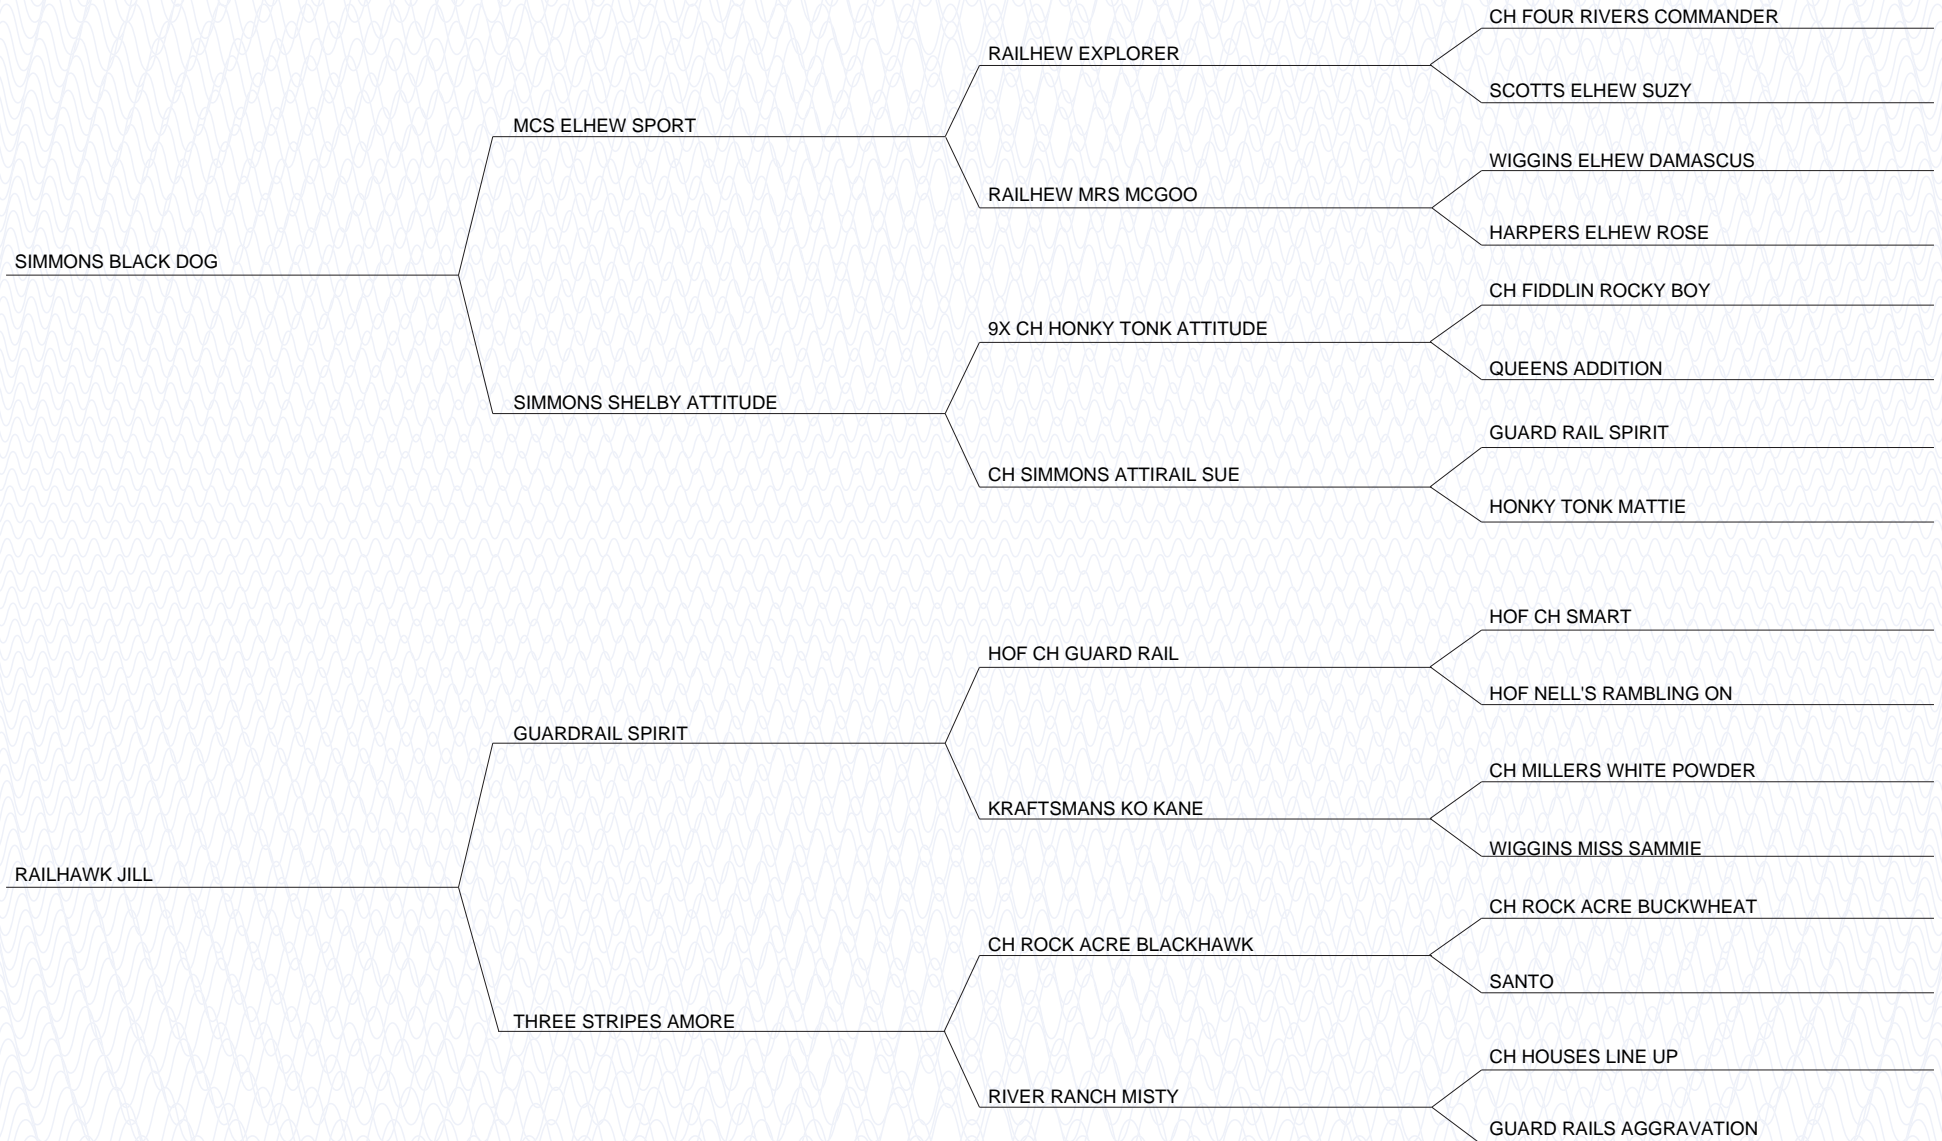 CH FOUR RIVERS COMMANDER
RAILHEW EXPLORER
SCOTTS ELHEW SUZY
MCS ELHEW SPORT
WIGGINS ELHEW DAMASCUS
RAILHEW MRS MCGOO
HARPERS ELHEW ROSE
SIMMONS BLACK DOG
CH FIDDLIN ROCKY BOY
9X CH HONKY TONK ATTITUDE
QUEENS ADDITION
SIMMONS SHELBY ATTITUDE
GUARD RAIL SPIRIT
CH SIMMONS ATTIRAIL SUE
HONKY TONK MATTIE
HOF CH SMART
HOF CH GUARD RAIL
HOF NELL'S RAMBLING ON
GUARDRAIL SPIRIT
CH MILLERS WHITE POWDER
KRAFTSMANS KO KANE
WIGGINS MISS SAMMIE
RAILHAWK JILL
CH ROCK ACRE BUCKWHEAT
CH ROCK ACRE BLACKHAWK
SANTO
THREE STRIPES AMORE
CH HOUSES LINE UP
RIVER RANCH MISTY
GUARD RAILS AGGRAVATION